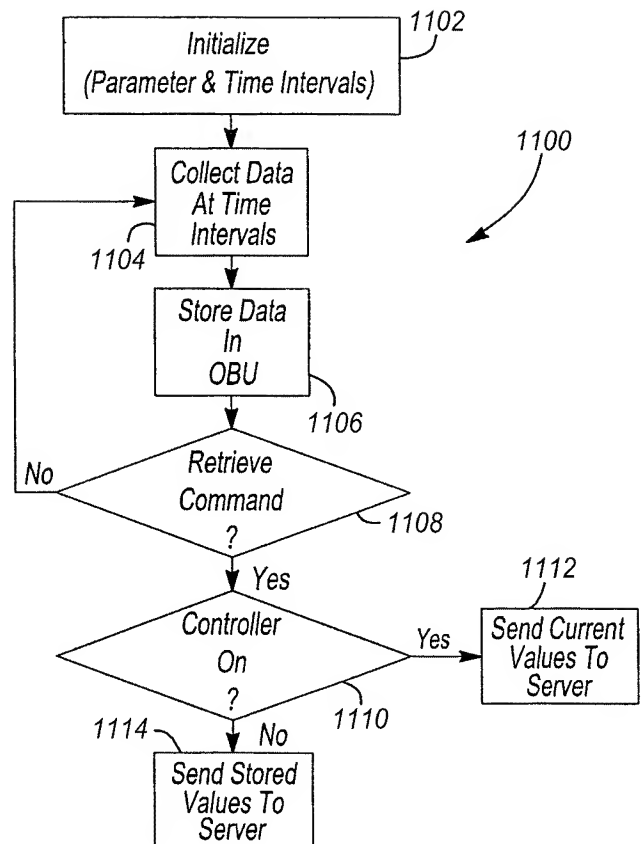 1102
Initialize
(Parameter & Time Intervals)
1100
Collect Data
At Time
Intervals
1104
Store Data
In
OBU
1106
No
Retrieve
Command
?
1108
Yes
1112
Controller
On
?
Yes
Send Current
Values To
Server
1110
1114
No
Send Stored
Values To
Server